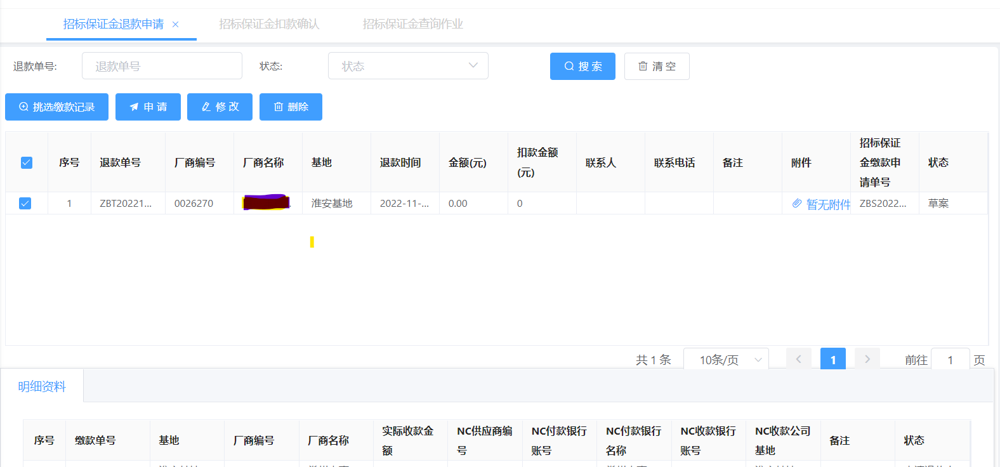 招标保证金退款申请 × 招标保证金扣款确认 招标保证金查询作业
退款单号: 退款单号 状态: 状态 搜 索 清 空
挑选缴款记录 申 请 修 改 删除
序号 退款单号 厂商编号 厂商名称 基地 退款时间 金额(元) 扣款金额(元) 联系人 联系电话 备注 附件 招标保证金缴款申请单号 状态
1 ZBT20221... 0026270 淮安基地 2022-11-... 0.00 0 暂无附件 ZBS2022... 草案
共 1 条 10条/页 1 前往 1 页
明细资料
序号 缴款单号 基地 厂商编号 厂商名称 实际收款金额 NC供应商编号 NC付款银行账号 NC付款银行名称 NC收款银行账号 NC收款公司基地 备注 状态